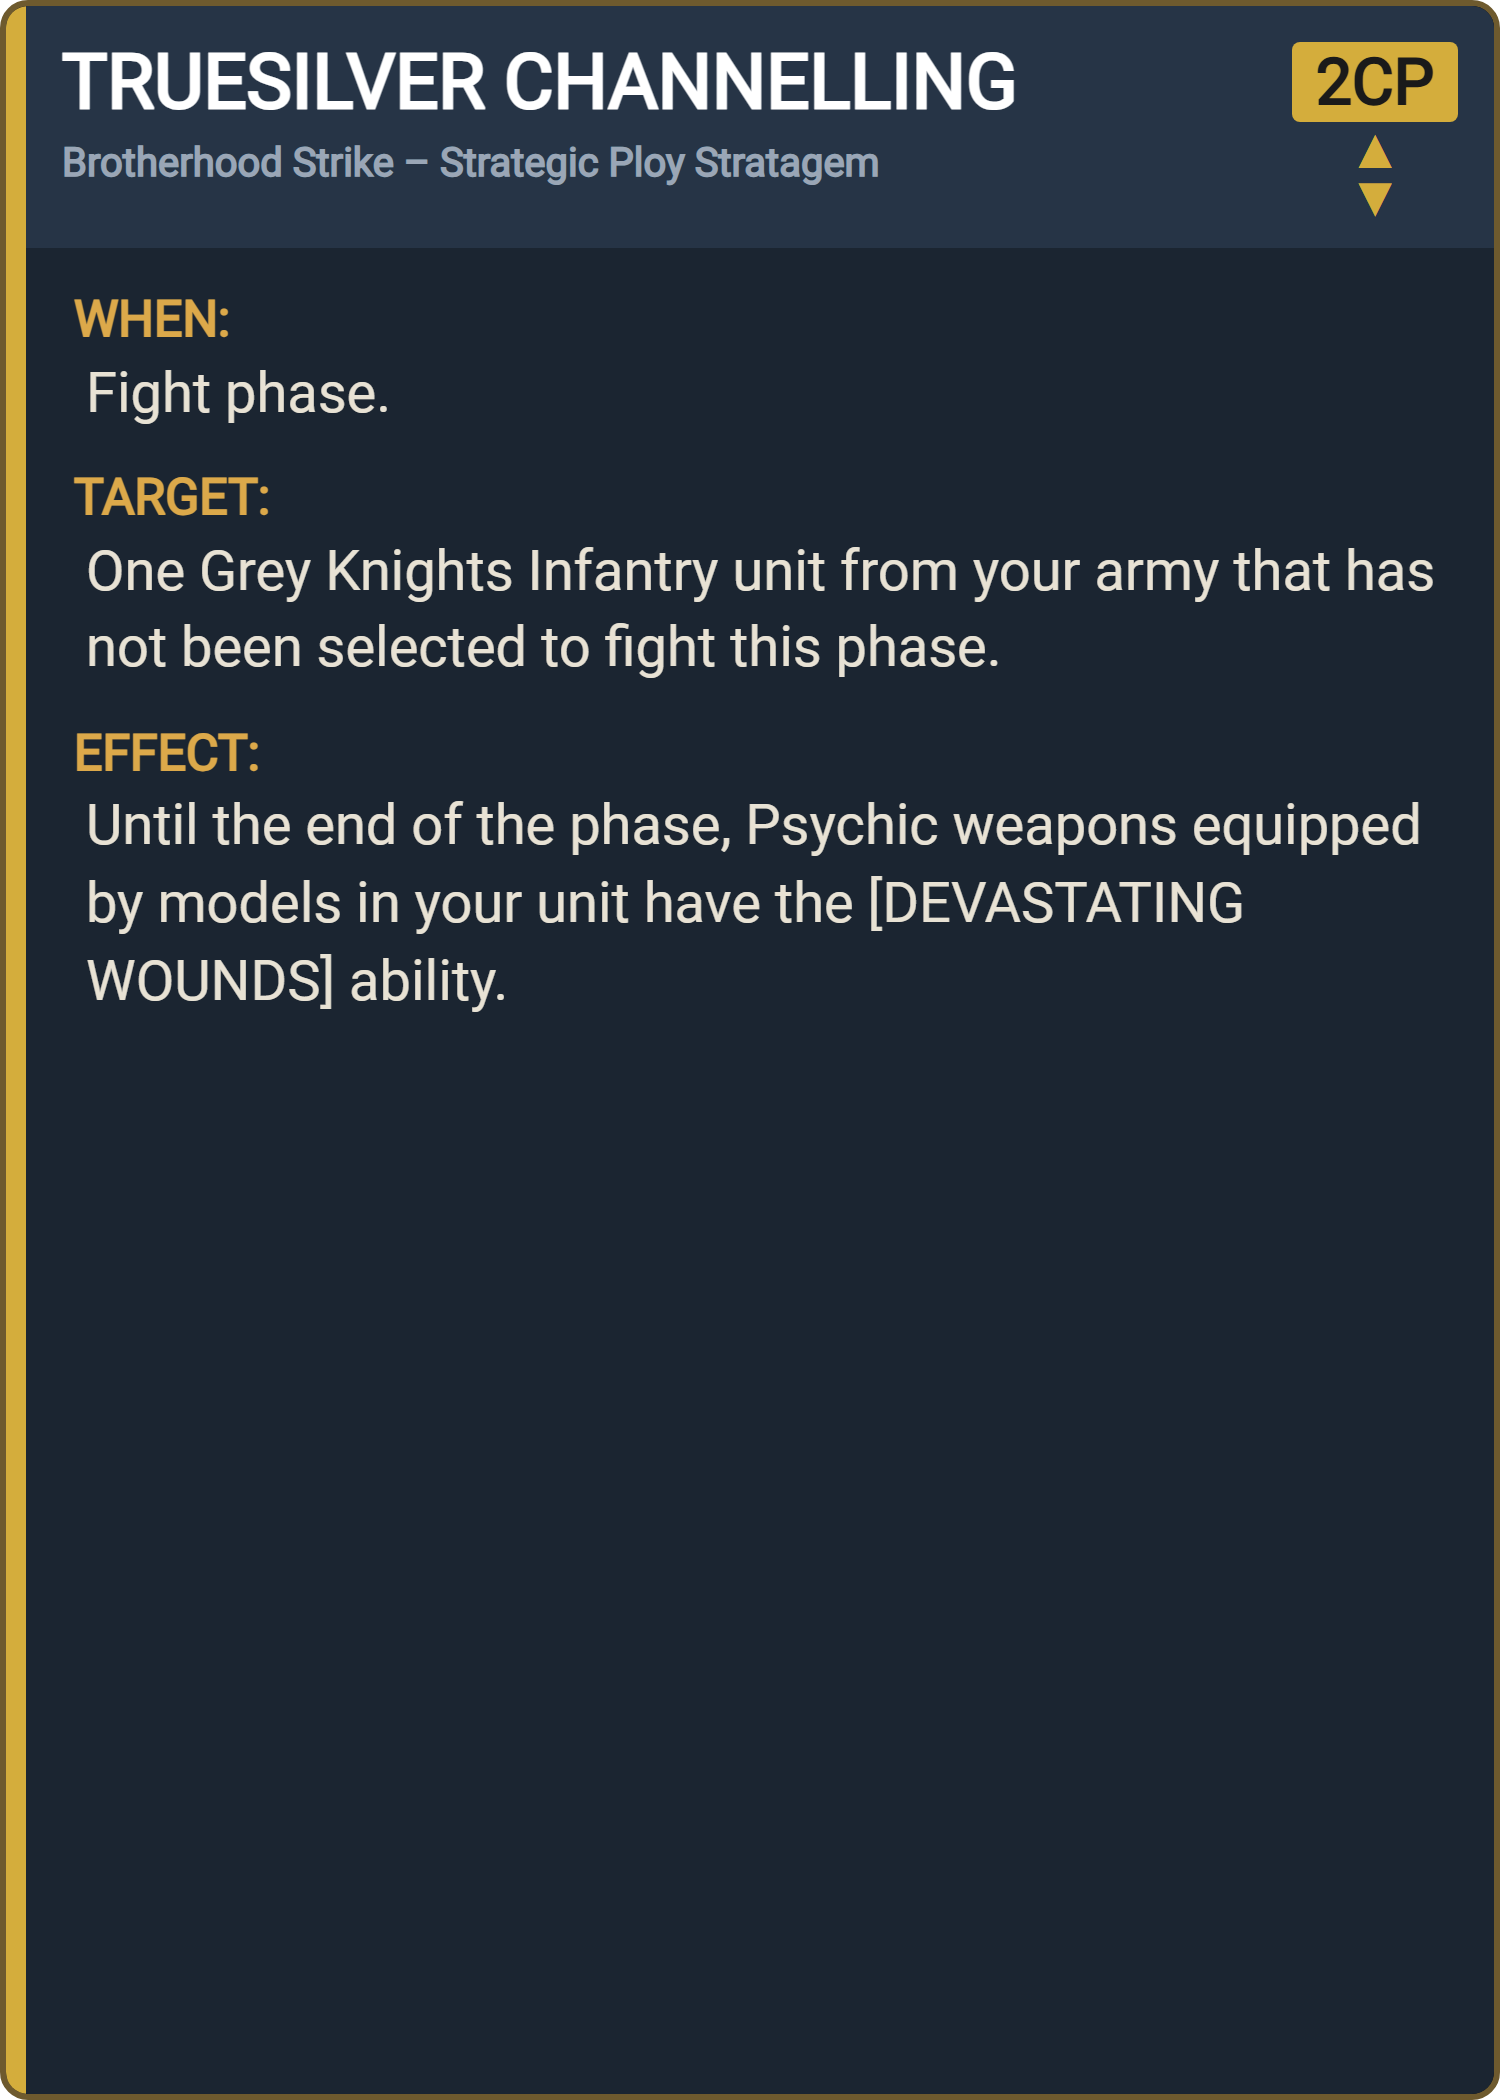 TRUESILVER CHANNELLING
2CP
Brotherhood Strike – Strategic Ploy Stratagem
WHEN:
Fight phase.
TARGET:
One Grey Knights Infantry unit from your army that has
not been selected to fight this phase.
EFFECT:
Until the end of the phase, Psychic weapons equipped
by models in your unit have the [DEVASTATING
WOUNDS] ability.